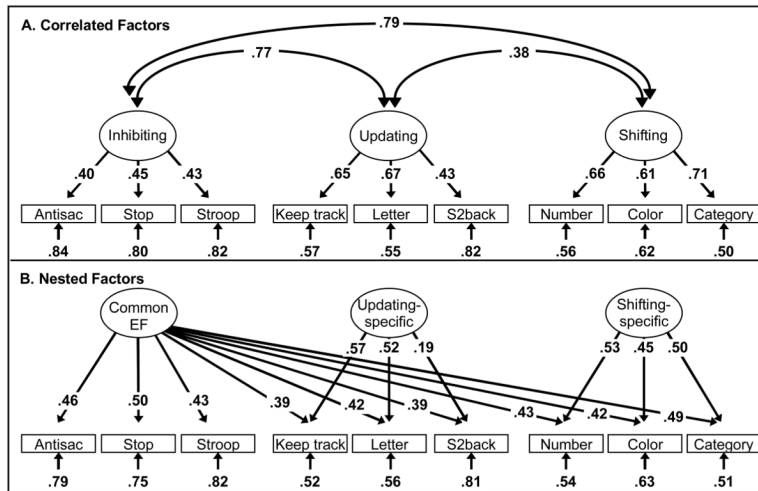 A. Correlated Factors
.79
.77
.38
Inhibiting
Updating
Shifting
.40 .45 .43
.65 .67 .43
.66 .61 .71
Antisac Stop Stroop
Keep track Letter S2back
Number Color Category
.84 .80 .82
.57 .55 .82
.56 .62 .50
B. Nested Factors
Common
EF
Updating-
specific
Shifting-
specific
.57 .52 .19
.53 .45 .50
.46 .50 .43
.39 .42 .39
.43 .42 .49
Antisac Stop Stroop
Keep track Letter S2back
Number Color Category
.79 .75 .82
.52 .56 .81
.54 .63 .51